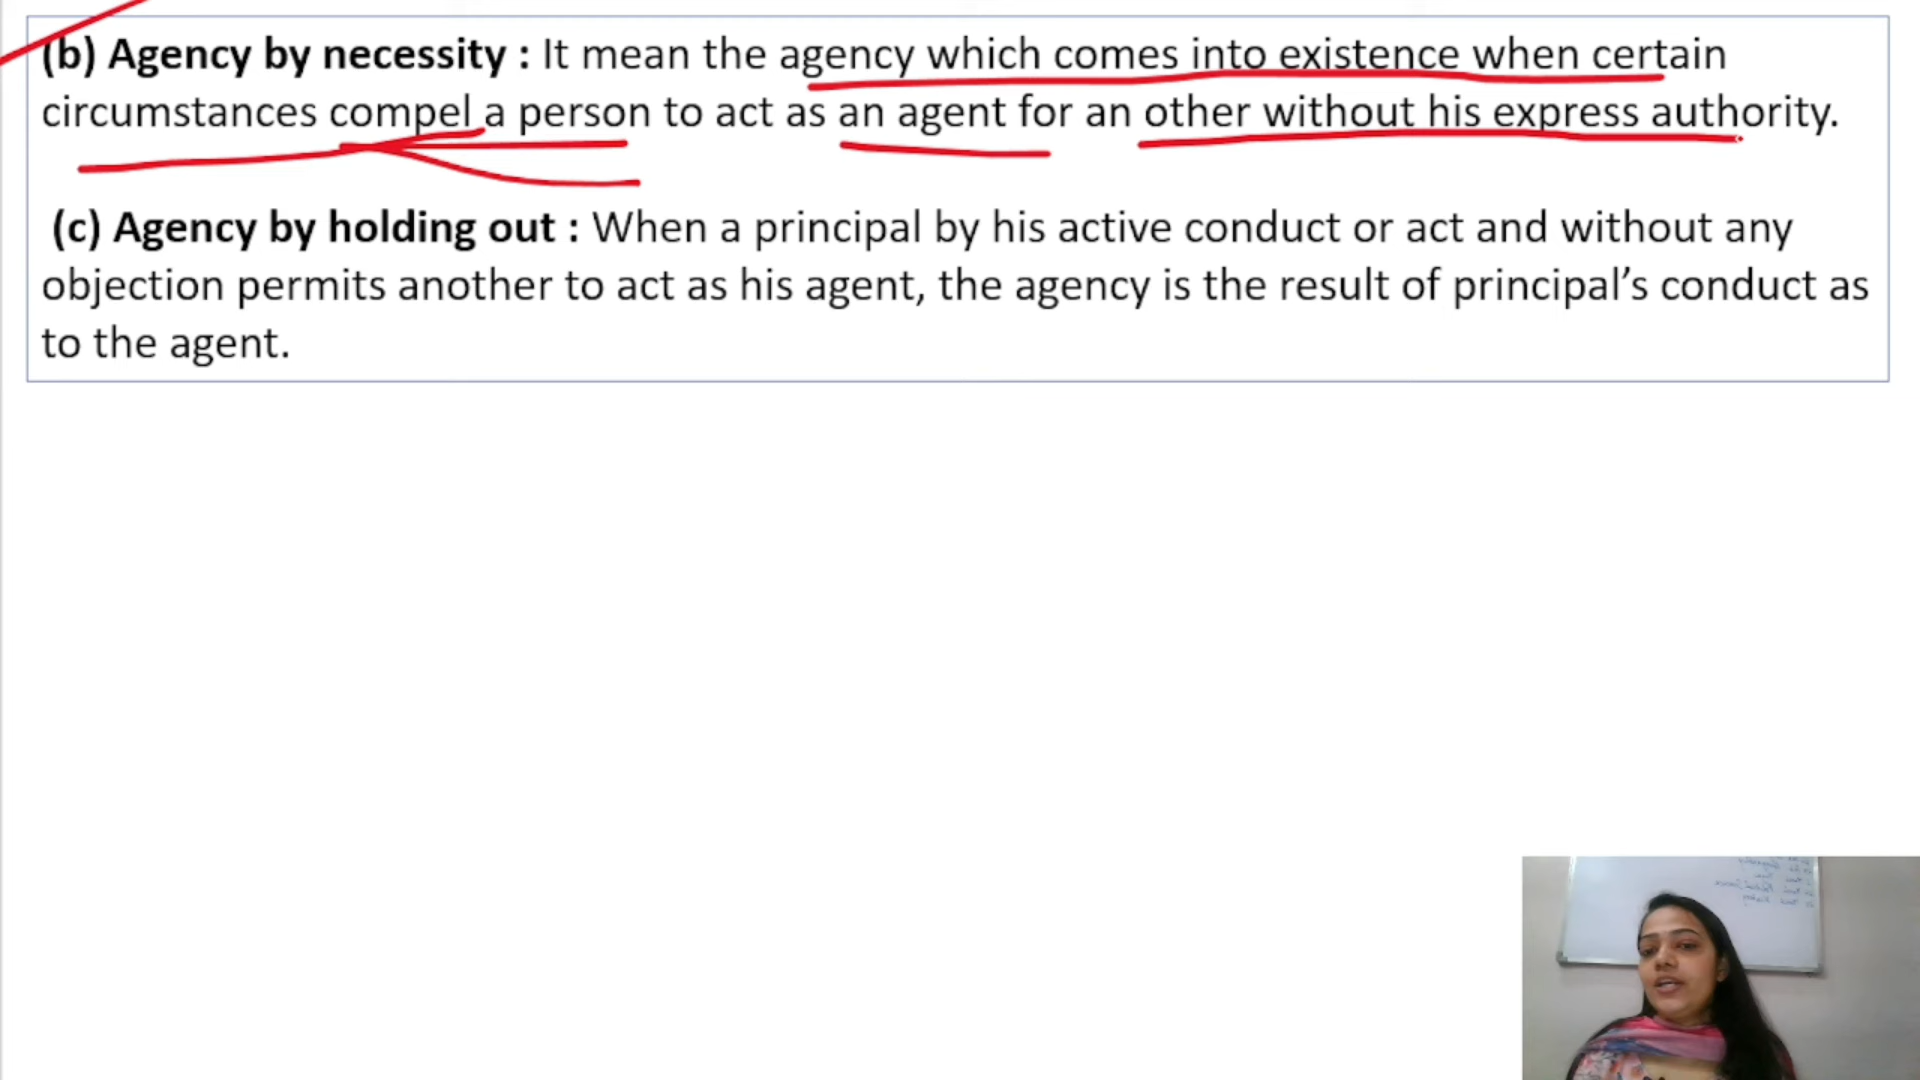 (b) Agency by necessity : It mean the agency which comes into existence when certain
circumstances compel a person to act as an agent for an other without his express authority.
(c) Agency by holding out : When a principal by his active conduct or act and without any
objection permits another to act as his agent, the agency is the result of principal’s conduct as
to the agent.